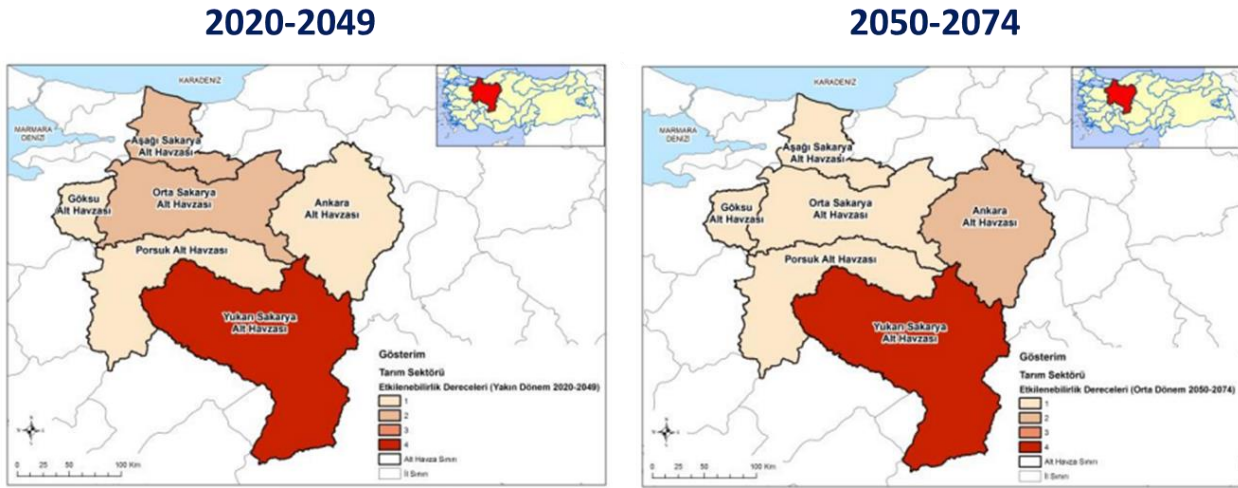 2020-2049
KARADENİZ
MARMARA
DENİZİ
Aşağı Sakarya
Alt Havzası
Göksu
Alt Havzası
Orta Sakarya
Alt Havzası
Ankara
Alt Havzası
Porsuk Alt Havzası
Yukarı Sakarya
Alt Havzası
Gösterim
Tarım Sektörü
Etkilenebilirlik Dereceleri (Yakın Dönem 2020-2049)
1
2
3
4
Alt Havza Sınırı
İl Sınırı
0 25 50 100 Km
2050-2074
KARADENİZ
MARMARA
DENİZİ
Aşağı Sakarya
Alt Havzası
Göksu
Alt Havzası
Orta Sakarya
Alt Havzası
Ankara
Alt Havzası
Porsuk Alt Havzası
Yukarı Sakarya
Alt Havzası
Gösterim
Tarım Sektörü
Etkilenebilirlik Dereceleri (Orta Dönem 2050-2074)
1
2
3
4
Alt Havza Sınırı
İl Sınırı
0 25 50 100 Km